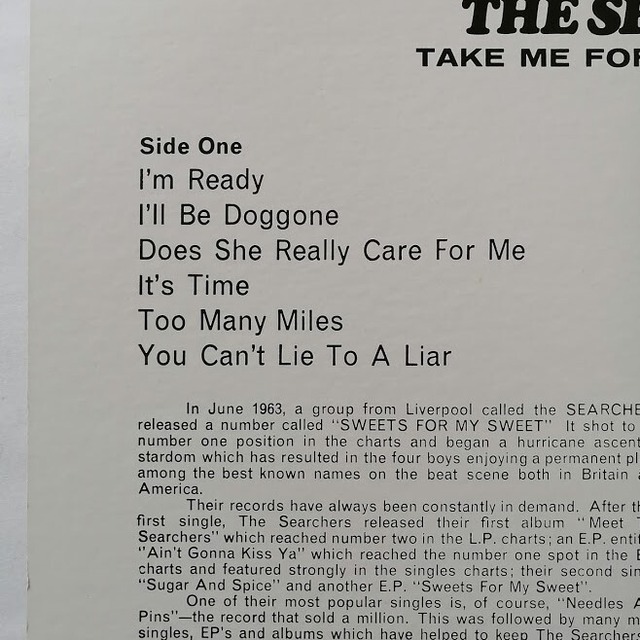 THE SE
TAKE ME FOR
Side One
I'm Ready
I'll Be Doggone
Does She Really Care For Me
It's Time
Too Many Miles
You Can't Lie To A Liar
In June 1963, a group from Liverpool called the SEARCHE
released a number called "SWEETS FOR MY SWEET" It shot to
number one position in the charts and began a hurricane ascent
stardom which has resulted in the four boys enjoying a permanent pl
among the best known names on the beat scene both in Britain a
America.
Their records have always been constantly in demand. After th
first single, The Searchers released their first album "Meet T
Searchers" which reached number two in the L.P. charts; an E.P. entit
"Ain't Gonna Kiss Ya" which reached the number one spot in the E
charts and featured strongly in the singles charts; their second sin
"Sugar And Spice" and another E.P. "Sweets For My Sweet".
One of their most popular singles is, of course, "Needles A
Pins"—the record that sold a million. This was followed by many m
singles, EP's and albums which have helped to keep The Searchers